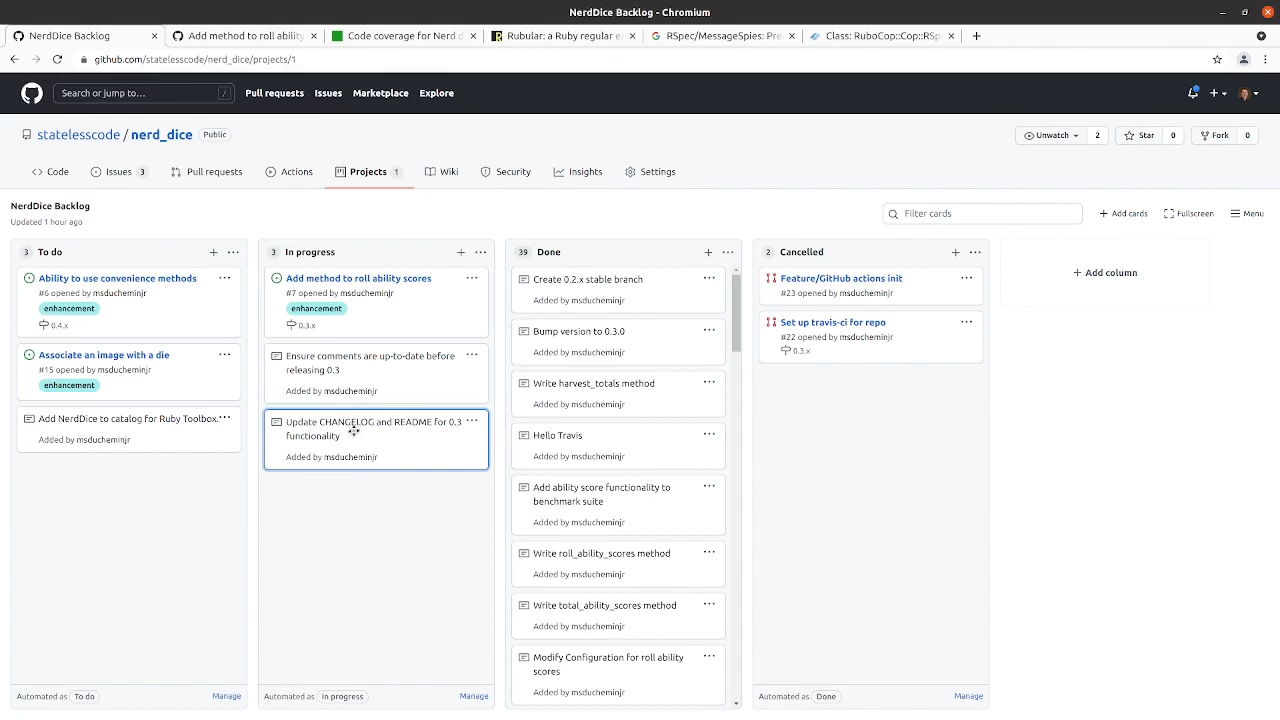 NerdDice Backlog - Chromium
NerdDice Backlog
Add method to roll ability
Code coverage for Nerd d
Rubular: a Ruby regular e
RSpec/MessageSpies: Pre
Class: RuboCop::Cop::RSp
github.com/statelesscode/nerd_dice/projects/1
Search or jump to... /
Pull requests
Issues
Marketplace
Explore
statelesscode / nerd_dice Public
Unwatch 2
Star 0
Fork 0
Code
Issues 3
Pull requests
Actions
Projects 1
Wiki
Security
Insights
Settings
NerdDice Backlog
Updated 1 hour ago
Filter cards
Add cards
Fullscreen
Menu
3 To do
Ability to use convenience methods
#6 opened by msducheminjr
enhancement
0.4.x
Associate an image with a die
#15 opened by msducheminjr
enhancement
Add NerdDice to catalog for Ruby Toolbox.
Added by msducheminjr
Automated as To do
Manage
3 In progress
Add method to roll ability scores
#7 opened by msducheminjr
enhancement
0.3.x
Ensure comments are up-to-date before
releasing 0.3
Added by msducheminjr
Update CHANGELOG and README for 0.3
functionality
Added by msducheminjr
Automated as In progress
Manage
39 Done
Create 0.2.x stable branch
Added by msducheminjr
Bump version to 0.3.0
Added by msducheminjr
Write harvest_totals method
Added by msducheminjr
Hello Travis
Added by msducheminjr
Add ability score functionality to
benchmark suite
Added by msducheminjr
Write roll_ability_scores method
Added by msducheminjr
Write total_ability_scores method
Added by msducheminjr
Modify Configuration for roll ability
scores
Added by msducheminjr
2 Cancelled
Feature/GitHub actions init
#23 opened by msducheminjr
Set up travis-ci for repo
#22 opened by msducheminjr
0.3.x
Automated as Done
Manage
Add column